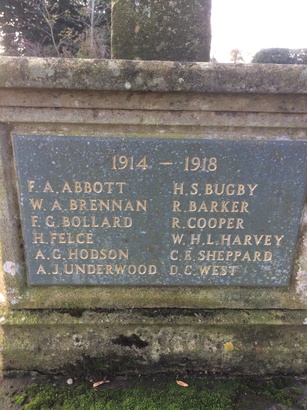 1914 – 1918
F. A. ABBOTT H. S. BUGBY
W. A. BRENNAN R. BARKER
F. G. BOLLARD R. COOPER
H. FELCE W. H. L. HARVEY
A. G. HODSON C. E. SHEPPARD
A. J. UNDERWOOD D. C. WEST